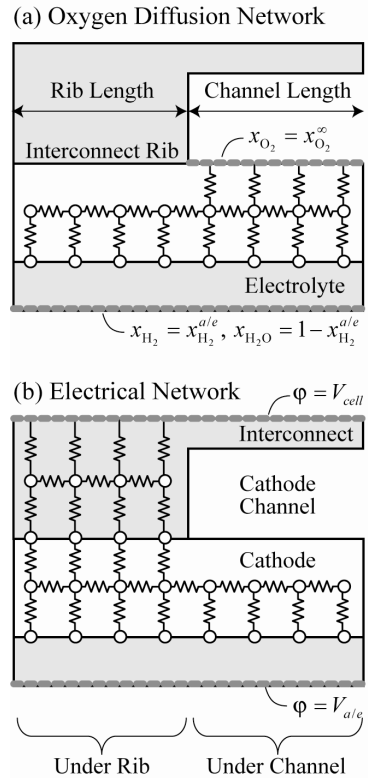 (a) Oxygen Diffusion Network
Rib Length
Channel Length
x_{O_2} = x_{O_2}^{∞}
Interconnect Rib
Electrolyte
x_{H_2} = x_{H_2}^{a/e}, x_{H_2O} = 1 − x_{H_2}^{a/e}
(b) Electrical Network
φ = V_{cell}
Interconnect
Cathode
Channel
Cathode
φ = V_{a/e}
Under Rib
Under Channel